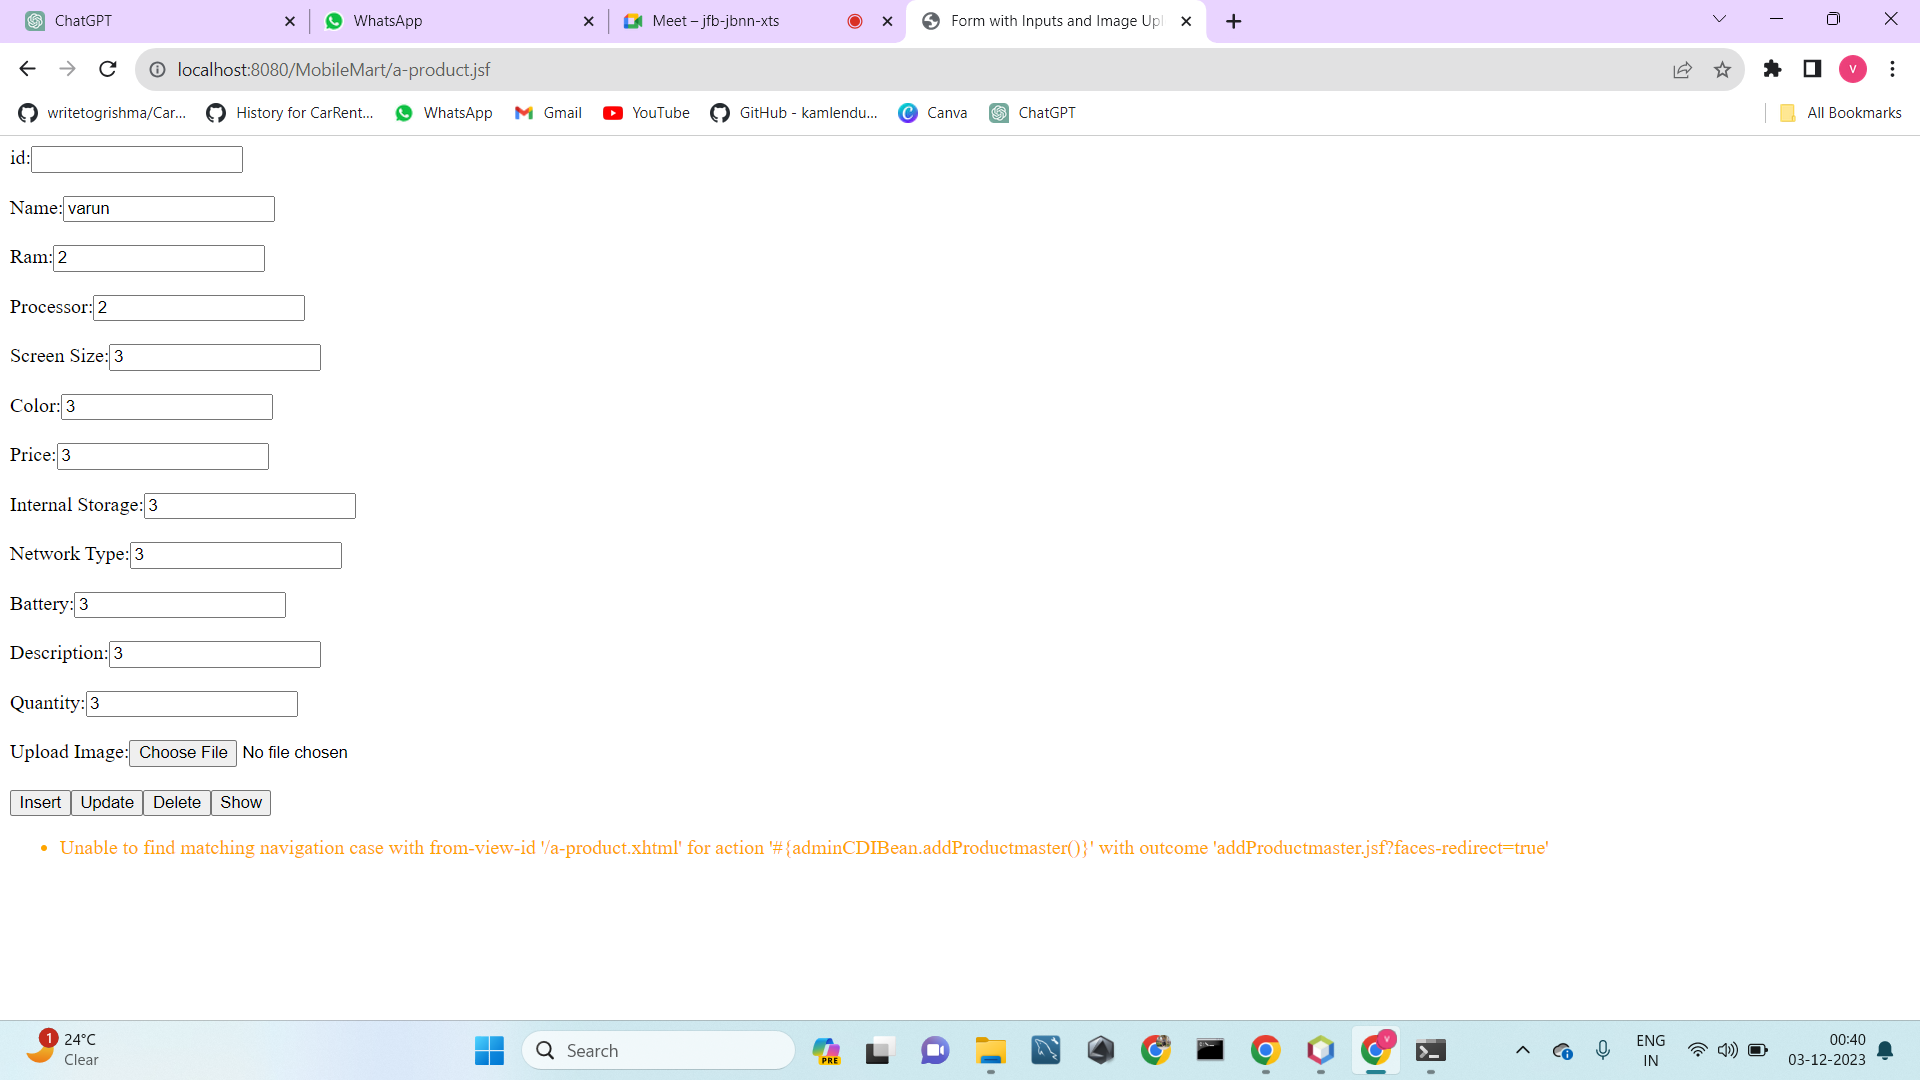 ChatGPT
WhatsApp
Meet – jfb-jbnn-xts
Form with Inputs and Image Upl
localhost:8080/MobileMart/a-product.jsf
V
writetogrishma/Car...
History for CarRent...
WhatsApp
Gmail
YouTube
GitHub - kamlendu...
Canva
ChatGPT
All Bookmarks
id:
Name:varun
Ram:2
Processor:2
Screen Size:3
Color:3
Price:3
Internal Storage:3
Network Type:3
Battery:3
Description:3
Quantity:3
Upload Image:Choose File No file chosen
Insert Update Delete Show
• Unable to find matching navigation case with from-view-id '/a-product.xhtml' for action '#{adminCDIBean.addProductmaster()}' with outcome 'addProductmaster.jsf?faces-redirect=true'
1
24°C
Clear
Search
PRE
V
ENG
IN
00:40
03-12-2023